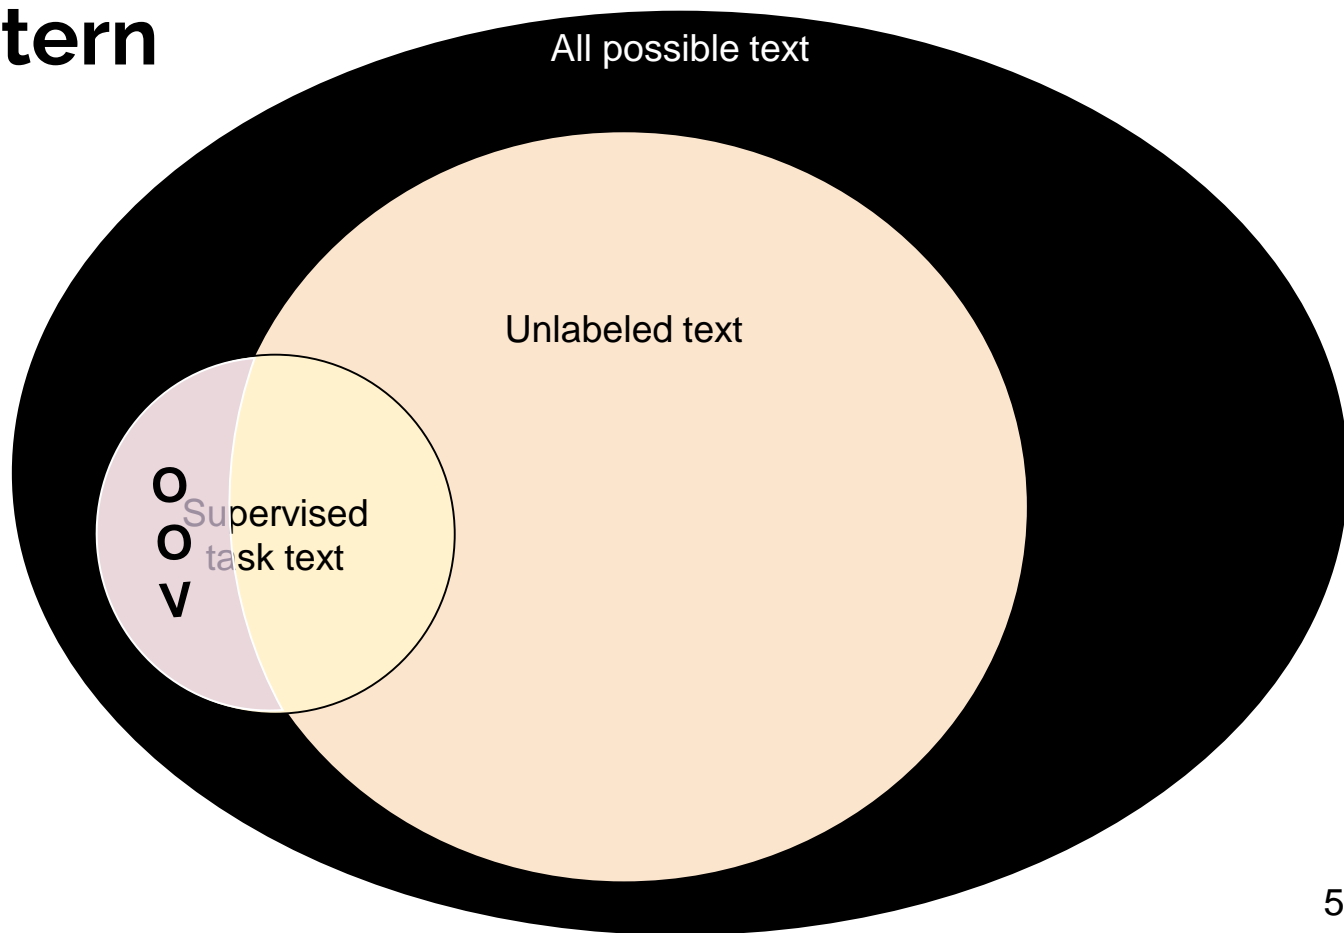 tern
All possible text
Unlabeled text
O
O
V
Supervised
task text
5